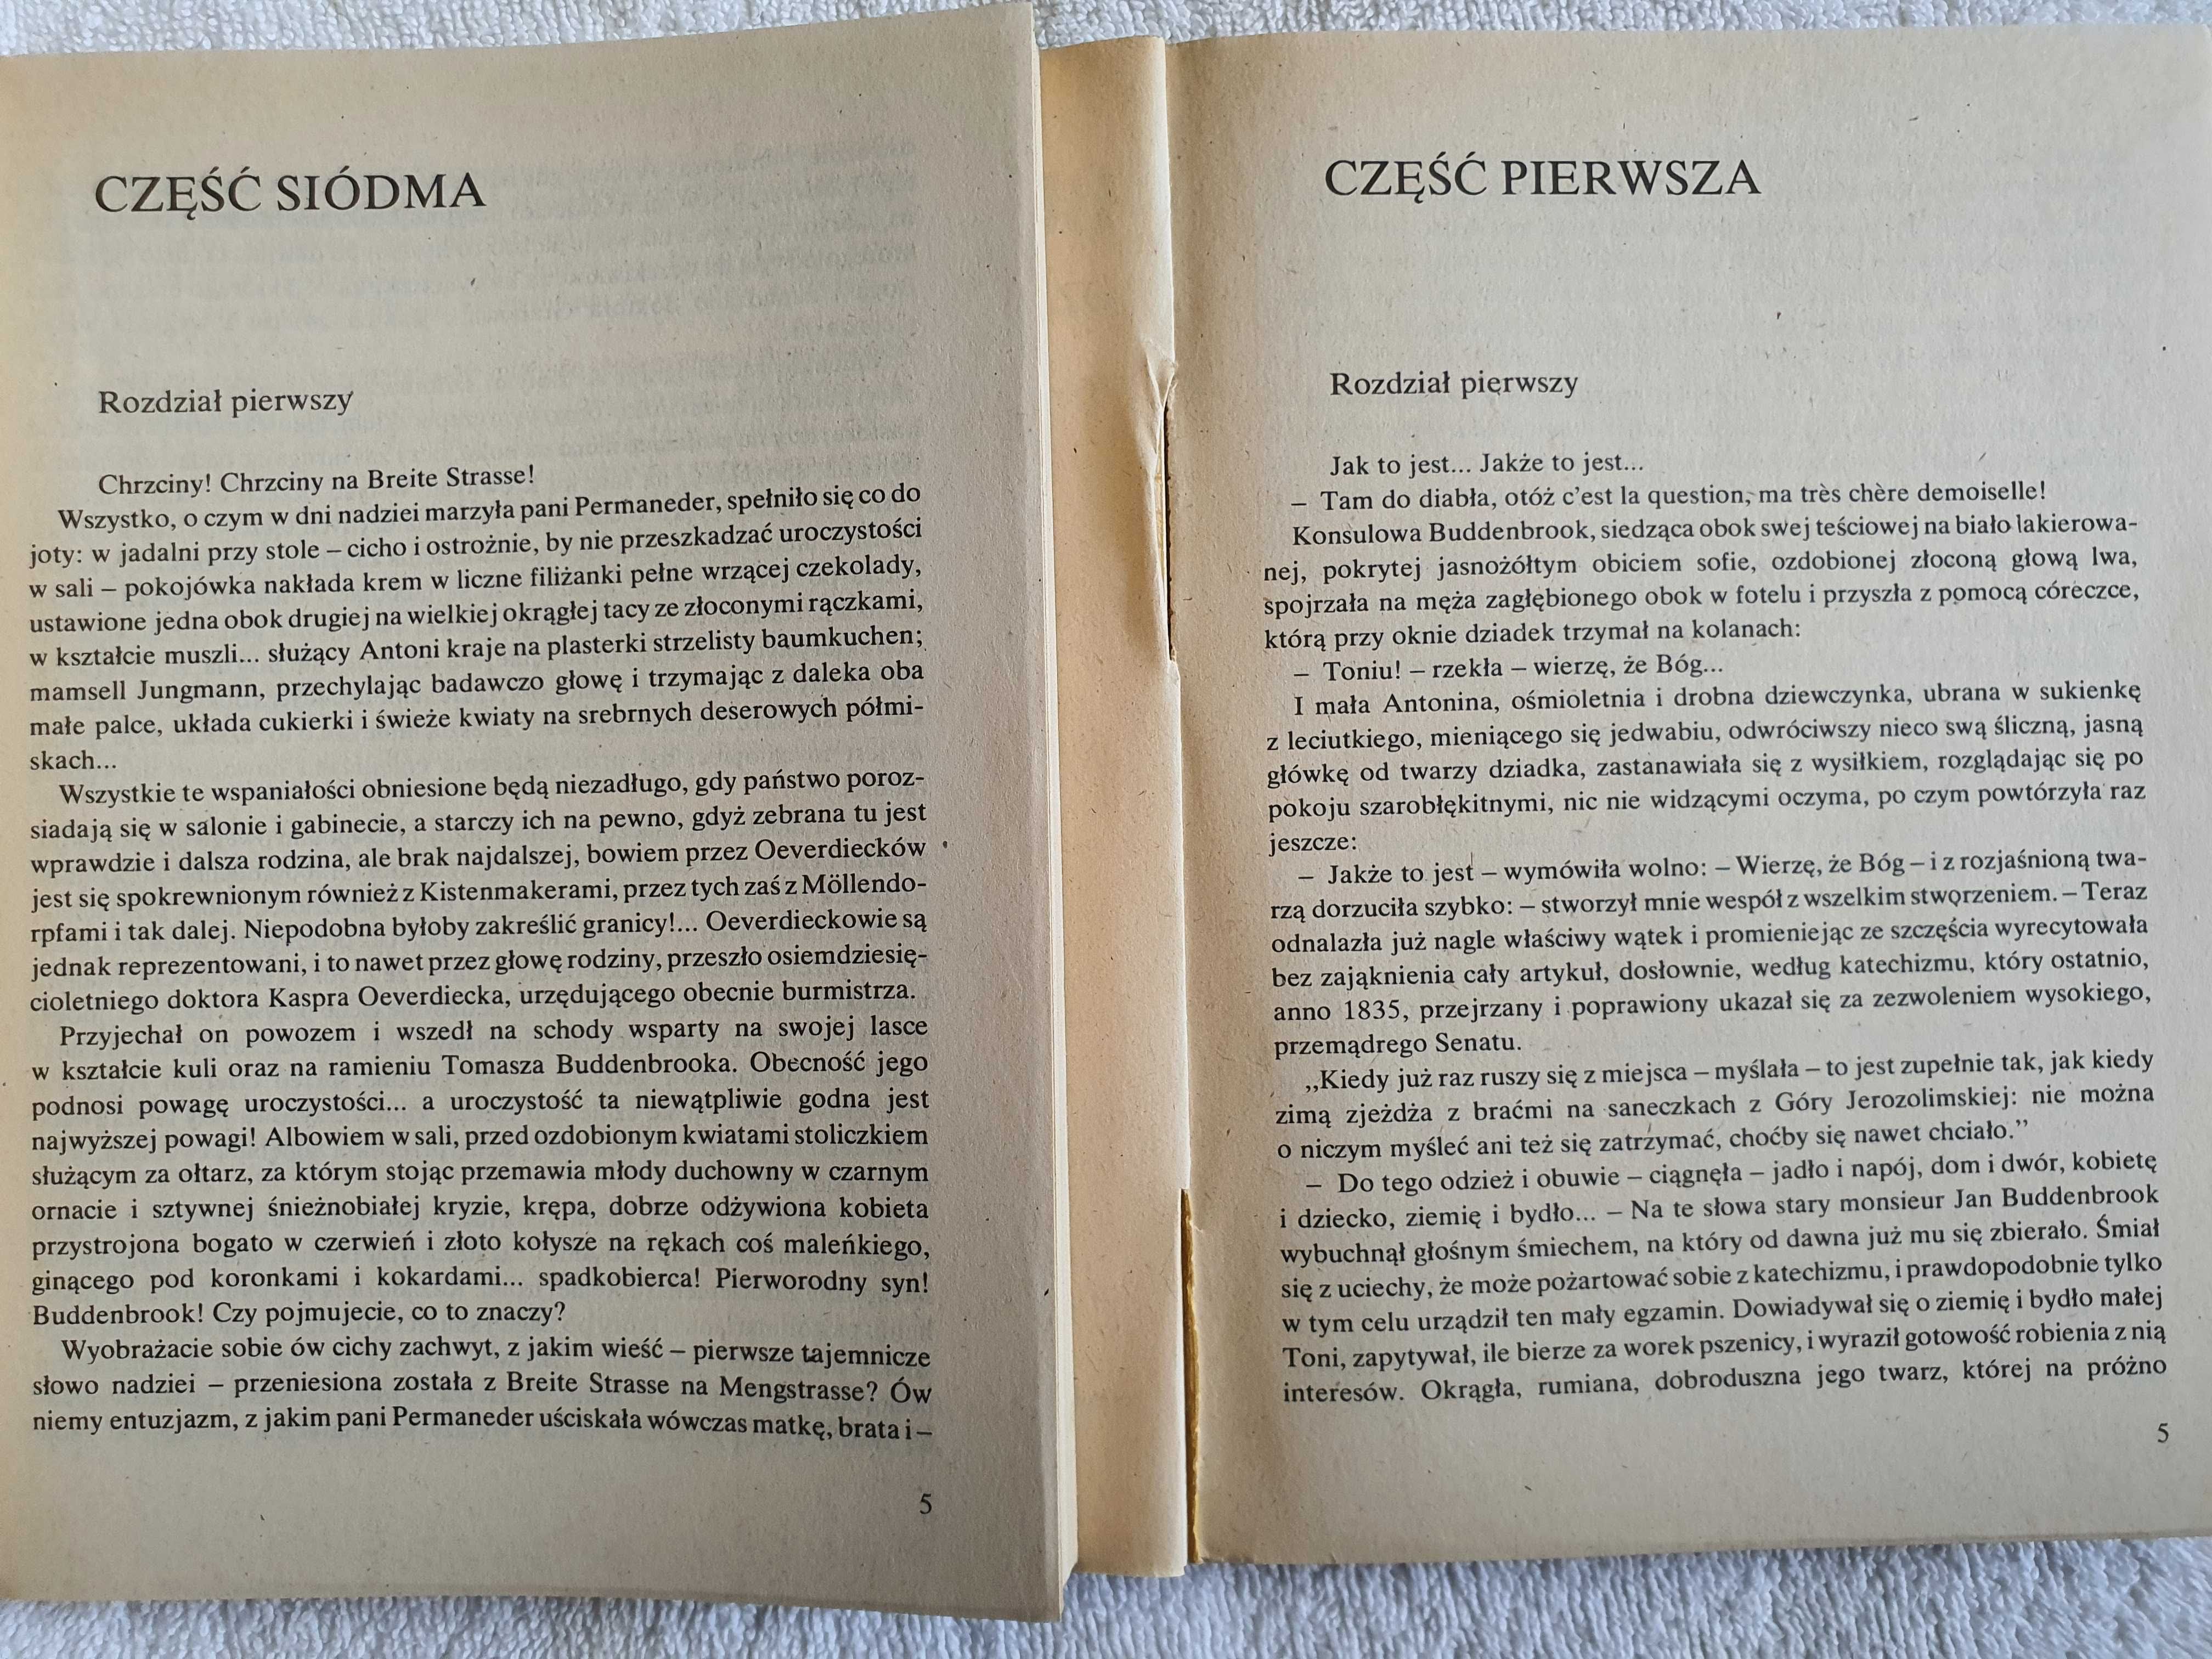 CZĘŚĆ SIÓDMA
Rozdział pierwszy
Chrzciny! Chrzciny na Breite Strasse!
Wszystko, o czym w dni nadziei marzyła pani Permaneder, spełniło się co do
joty: w jadalni przy stole – cicho i ostrożnie, by nie przeszkadzać uroczystości
w sali – pokojówka nakłada krem w liczne filiżanki pełne wrzącej czekolady,
ustawione jedna obok drugiej na wielkiej okrągłej tacy ze złoconymi rączkami,
w kształcie muszli... służący Antoni kraje na plasterki strzelisty baumkuchen;
mamsell Jungmann, przechylając badawczo głowę i trzymając z daleka oba
małe palce, układa cukierki i świeże kwiaty na srebrnych deserowych półmi-
skach...
Wszystkie te wspaniałości obniesione będą niezadługo, gdy państwo poroz-
siadają się w salonie i gabinecie, a starczy ich na pewno, gdyż zebrana tu jest
wprawdzie i dalsza rodzina, ale brak najdalszej, bowiem przez Oeverdiecków
jest się spokrewnionym również z Kistenmakerami, przez tych zaś z Möllendo-
rpfami i tak dalej. Niepodobna byłoby zakreślić granicy!... Oeverdieckowie są
jednak reprezentowani, i to nawet przez głowę rodziny, przeszło osiemdziesię-
cioletniego doktora Kaspra Oeverdiecka, urzędującego obecnie burmistrza.
Przyjechał on powozem i wszedł na schody wsparty na swojej lasce
w kształcie kuli oraz na ramieniu Tomasza Buddenbrooka. Obecność jego
podnosi powagę uroczystości... a uroczystość ta niewątpliwie godna jest
najwyższej powagi! Albowiem w sali, przed ozdobionym kwiatami stoliczkiem
służącym za ołtarz, za którym stojąc przemawia młody duchowny w czarnym
ornacie i sztywnej śnieżnobiałej kryzie, krępa, dobrze odżywiona kobieta
przystrojona bogato w czerwień i złoto kołysze na rękach coś maleńkiego,
ginącego pod koronkami i kokardami... spadkobierca! Pierworodny syn!
Buddenbrook! Czy pojmujecie, co to znaczy?
Wyobrażacie sobie ów cichy zachwyt, z jakim wieść – pierwsze tajemnicze
słowo nadziei – przeniesiona została z Breite Strasse na Mengstrasse? Ów
niemy entuzjazm, z jakim pani Permaneder uściskała wówczas matkę, brata i –
5
CZĘŚĆ PIERWSZA
Rozdział pierwszy
Jak to jest... Jakże to jest...
– Tam do diabła, otóż c'est la question, ma très chère demoiselle!
Konsulowa Buddenbrook, siedząca obok swej teściowej na biało lakierowa-
nej, pokrytej jasnożółtym obiciem sofie, ozdobionej złoconą głową lwa,
spojrzała na męża zagłębionego obok w fotelu i przyszła z pomocą córeczce,
którą przy oknie dziadek trzymał na kolanach:
– Toniu! – rzekła – wierzę, że Bóg...
I mała Antonina, ośmioletnia i drobna dziewczynka, ubrana w sukienkę
z leciutkiego, mieniącego się jedwabiu, odwróciwszy nieco swą śliczną, jasną
główkę od twarzy dziadka, zastanawiała się z wysiłkiem, rozglądając się po
pokoju szarobłękitnymi, nic nie widzącymi oczyma, po czym powtórzyła raz
jeszcze:
– Jakże to jest – wymówiła wolno: – Wierzę, że Bóg – i z rozjaśnioną twa-
rzą dorzuciła szybko: – stworzył mnie wespół z wszelkim stworzeniem. – Teraz
odnalazła już nagle właściwy wątek i promieniejąc ze szczęścia wyrecytowała
bez zająknienia cały artykuł, dosłownie, według katechizmu, który ostatnio,
anno 1835, przejrzany i poprawiony ukazał się za zezwoleniem wysokiego,
przemądrego Senatu.
„Kiedy już raz ruszy się z miejsca – myślała – to jest zupełnie tak, jak kiedy
zimą zjeżdża z braćmi na saneczkach z Góry Jerozolimskiej: nie można
o niczym myśleć ani też się zatrzymać, choćby się nawet chciało.”
– Do tego odzież i obuwie – ciągnęła – jadło i napój, dom i dwór, kobietę
i dziecko, ziemię i bydło... – Na te słowa stary monsieur Jan Buddenbrook
wybuchnął głośnym śmiechem, na który od dawna już mu się zbierało. Śmiał
się z uciechy, że może pożartować sobie z katechizmu, i prawdopodobnie tylko
w tym celu urządził ten mały egzamin. Dowiadywał się o ziemię i bydło małej
Toni, zapytywał, ile bierze za worek pszenicy, i wyraził gotowość robienia z nią
interesów. Okrągła, rumiana, dobroduszna jego twarz, której na próżno
5